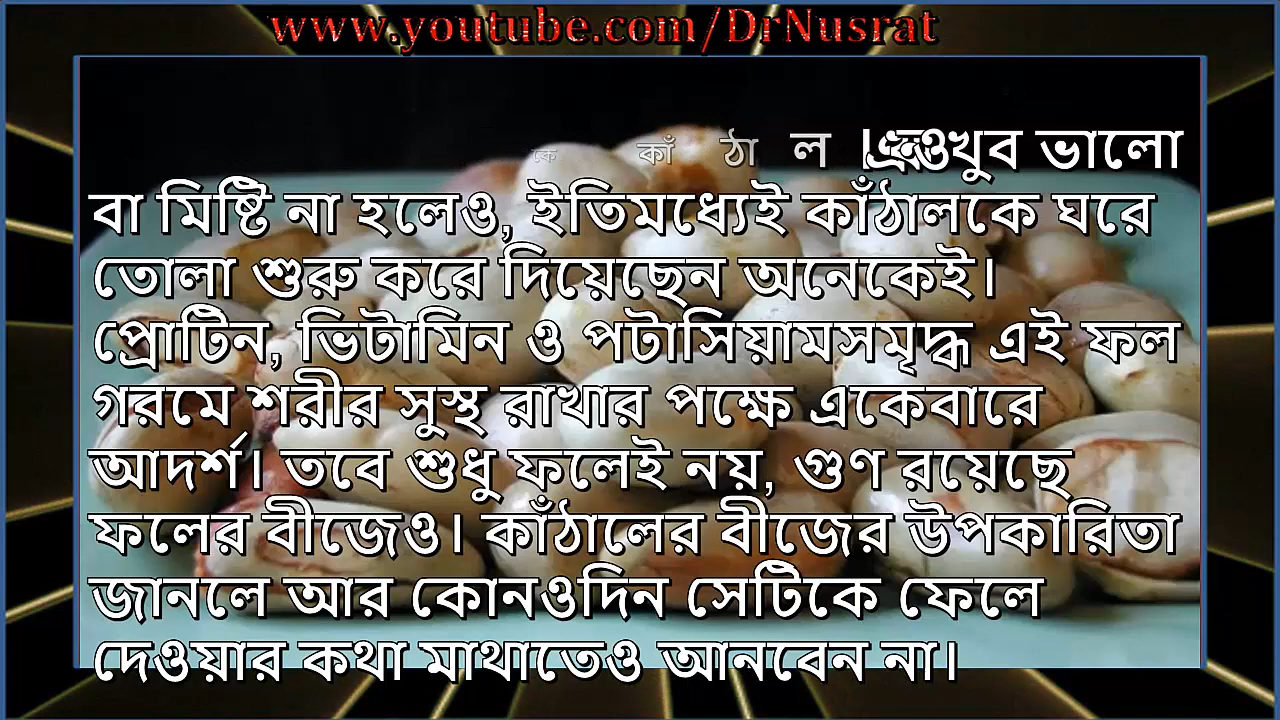 www.youtube.com/DrNusrat
কে কাঁ ঠা ল খুব ভালো
বা মিষ্টি না হলেও, ইতিমধ্যেই কাঁঠালকে ঘরে
তোলা শুরু করে দিয়েছেন অনেকেই।
প্রোটিন, ভিটামিন ও পটাসিয়ামসমৃদ্ধ এই ফল
গরমে শরীর সুস্থ রাখার পক্ষে একেবারে
আদর্শ। তবে শুধু ফলেই নয়, গুণ রয়েছে
ফলের বীজেও। কাঁঠালের বীজের উপকারিতা
জানলে আর কোনওদিন সেটিকে ফেলে
দেওয়ার কথা মাথাতেও আনবেন না।